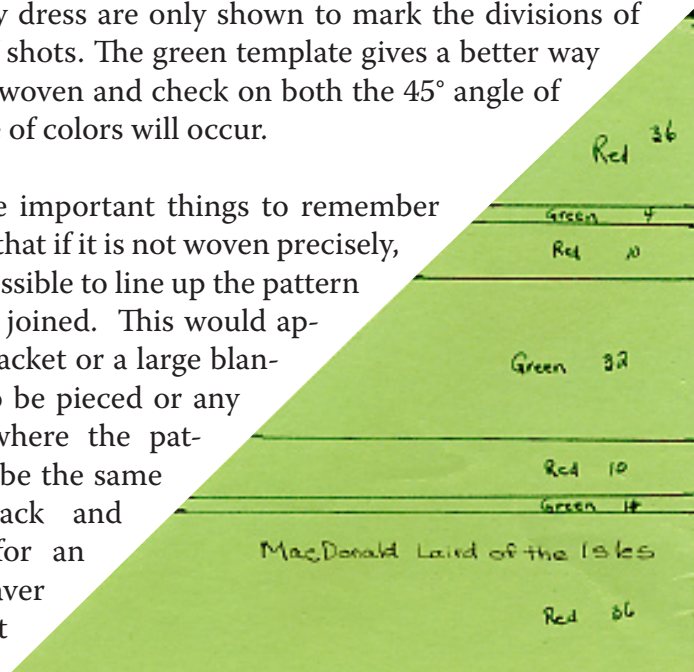 y dress are only shown to mark the divisions of
shots. The green template gives a better way
woven and check on both the 45° angle of
e of colors will occur.
e important things to remember
that if it is not woven precisely,
ssible to line up the pattern
joined. This would ap-
acket or a large blan-
o be pieced or any
where the pat-
be the same
ack and
for an
aver
t
Red 36
Green 4
Red 10
Green 32
Red 10
Green 4
MacDonald Laird of the Isles
Red 36